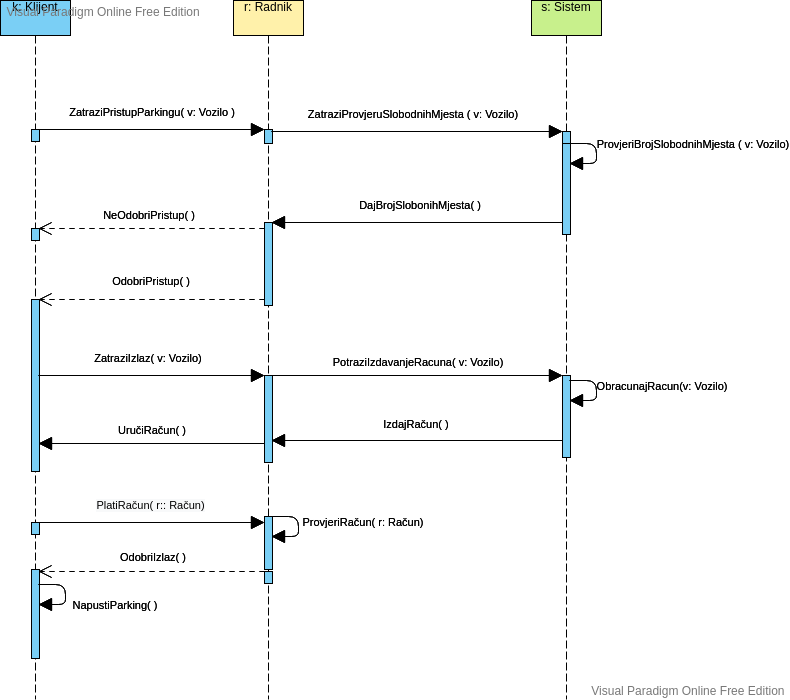 k: Klijent
Visual Paradigm Online Free Edition
r: Radnik
s: Sistem
ZatraziPristupParkingu( v: Vozilo )
ZatraziProvjeruSlobodnihMjesta ( v: Vozilo)
ProvjeriBrojSlobodnihMjesta ( v: Vozilo)
DajBrojSlobonihMjesta( )
NeOdobriPristup( )
OdobriPristup( )
ZatraziIzlaz( v: Vozilo)
PotraziIzdavanjeRacuna( v: Vozilo)
ObracunajRacun(v: Vozilo)
IzdajRačun( )
UručiRačun( )
PlatiRačun( r:: Račun)
ProvjeriRačun( r: Račun)
OdobriIzlaz( )
NapustiParking( )
Visual Paradigm Online Free Edition